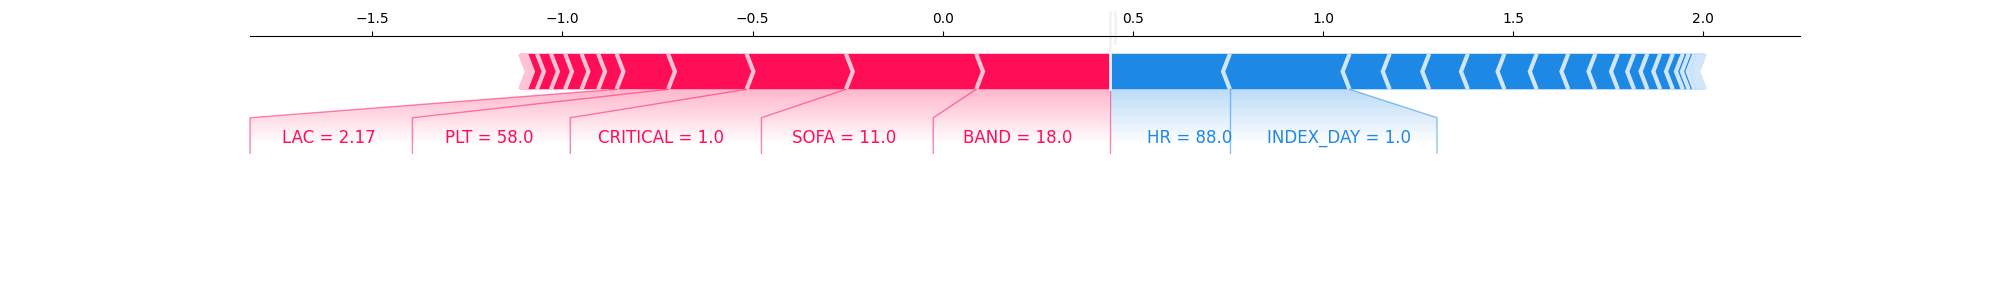 −1.5 −1.0 −0.5 0.0 0.5 1.0 1.5 2.0
LAC = 2.17 PLT = 58.0 CRITICAL = 1.0 SOFA = 11.0 BAND = 18.0 HR = 88.0 INDEX_DAY = 1.0